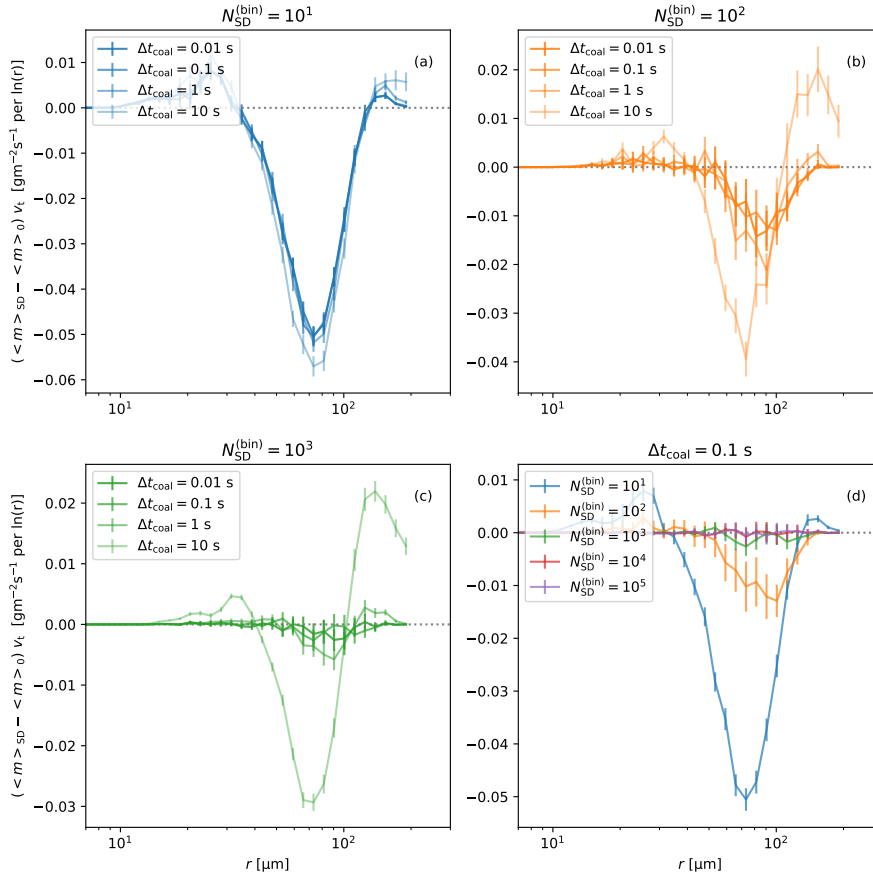 N_SD^(bin) = 10^1
(a)
Δt_coal = 0.01 s
Δt_coal = 0.1 s
Δt_coal = 1 s
Δt_coal = 10 s
0.01
0.00
−0.01
−0.02
−0.03
−0.04
−0.05
−0.06
10^1
10^2
(<m>_SD − <m>_0) v_t [gm^−2 s^−1 per ln(r)]
N_SD^(bin) = 10^2
(b)
Δt_coal = 0.01 s
Δt_coal = 0.1 s
Δt_coal = 1 s
Δt_coal = 10 s
0.02
0.01
0.00
−0.01
−0.02
−0.03
−0.04
10^1
10^2
N_SD^(bin) = 10^3
(c)
Δt_coal = 0.01 s
Δt_coal = 0.1 s
Δt_coal = 1 s
Δt_coal = 10 s
0.02
0.01
0.00
−0.01
−0.02
−0.03
10^1
10^2
r [µm]
(<m>_SD − <m>_0) v_t [gm^−2 s^−1 per ln(r)]
Δt_coal = 0.1 s
(d)
N_SD^(bin) = 10^1
N_SD^(bin) = 10^2
N_SD^(bin) = 10^3
N_SD^(bin) = 10^4
N_SD^(bin) = 10^5
0.01
0.00
−0.01
−0.02
−0.03
−0.04
−0.05
10^1
10^2
r [µm]